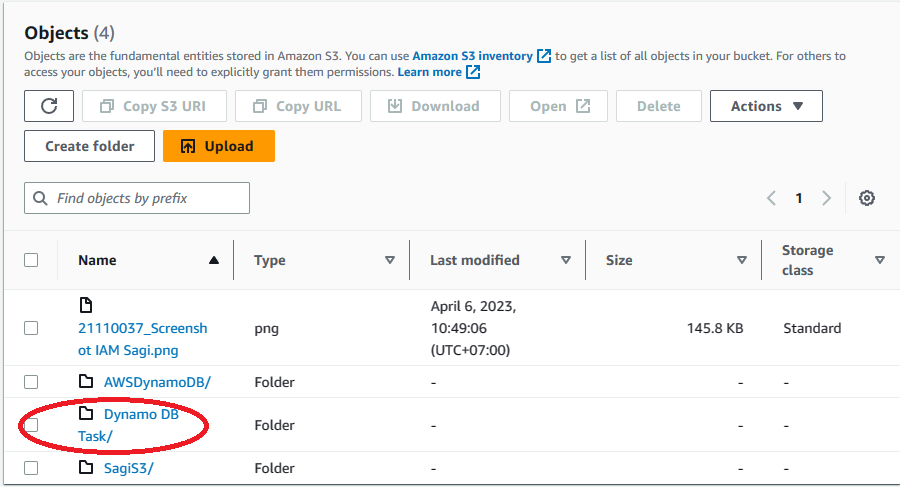 Objects (4)
Objects are the fundamental entities stored in Amazon S3. You can use Amazon S3 inventory to get a list of all objects in your bucket. For others to
access your objects, you'll need to explicitly grant them permissions. Learn more
Copy S3 URI Copy URL Download Open Delete Actions
Create folder Upload
Find objects by prefix 1
Name Type Last modified Size Storage
class
21110037_Screensh
ot IAM Sagi.png png April 6, 2023,
10:49:06
(UTC+07:00) 145.8 KB Standard
AWSDynamoDB/ Folder - - -
Dynamo DB
Task/ Folder - - -
SagiS3/ Folder - - -